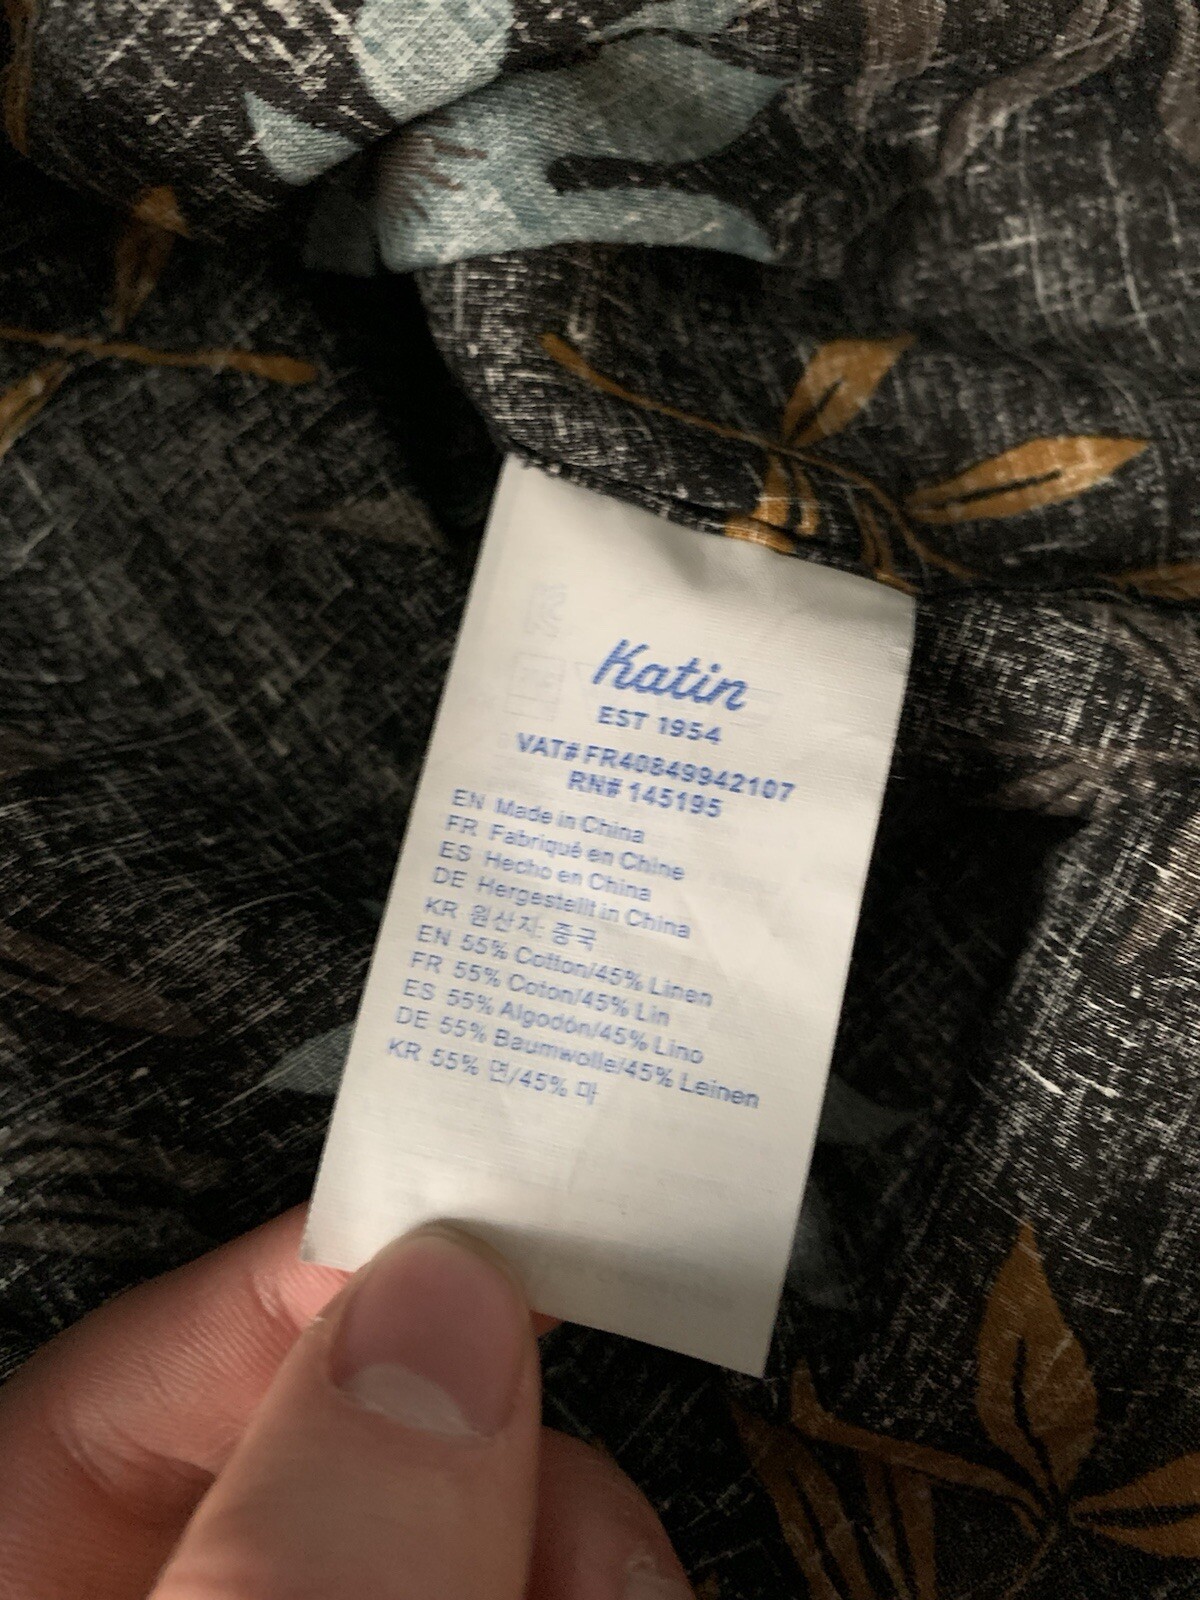 Katin
EST 1954
VAT# FR40849942107
RN# 145195
EN Made in China
FR Fabriqué en Chine
ES Hecho en China
DE Hergestellt in China
KR 원산지: 중국
EN 55% Cotton/45% Linen
FR 55% Coton/45% Lin
ES 55% Algodón/45% Lino
DE 55% Baumwolle/45% Leinen
KR 55% 면/45% 마